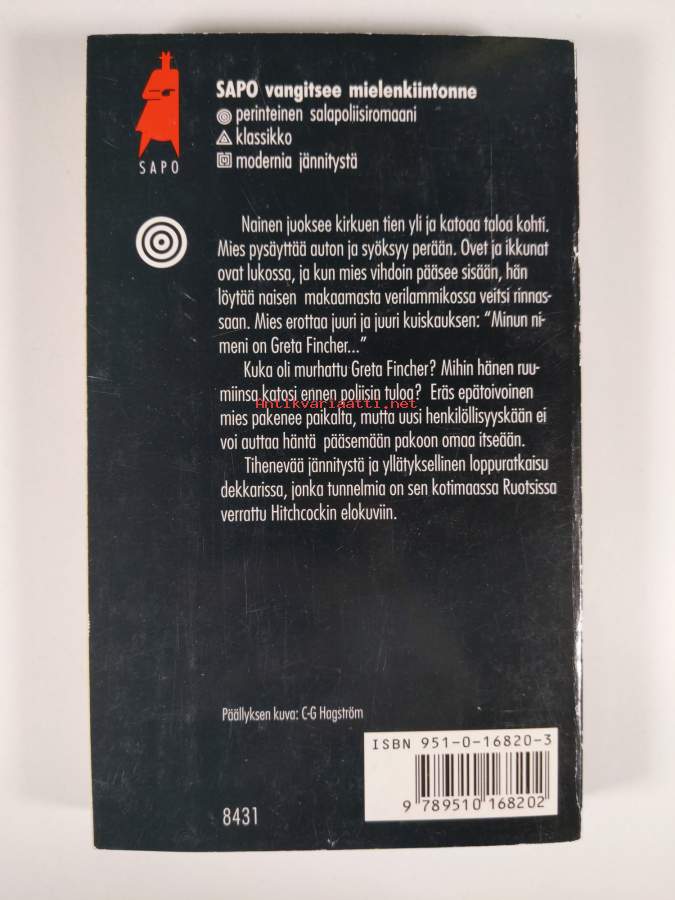 SAPO vangitsee mielenkiintonne
perinteinen salapoliisiromaani
klassikko
modernia jännitystä
SAPO
Nainen juoksee kirkuen tien yli ja katoaa taloa kohti.
Mies pysäyttää auton ja syöksyy perään. Ovet ja ikkunat
ovat lukossa, ja kun mies vihdoin pääsee sisään, hän
löytää naisen makaamasta verilammikossa veitsi rinnas-
saan. Mies erottaa juuri ja juuri kuiskauksen: "Minun ni-
meni on Greta Fincher..."
Kuka oli murhattu Greta Fincher? Mihin hänen ruu-
miinsa katosi ennen poliisin tuloa? Eräs epätoivoinen
Antikvariaatti.net
mies pakenee paikalta, mutta uusi henkilöllisyyskään ei
voi auttaa häntä pääsemään pakoon omaa itseään.
Tihenevää jännitystä ja yllätyksellinen loppuratkaisu
dekkarissa, jonka tunnelmia on sen kotimaassa Ruotsissa
verrattu Hitchcockin elokuviin.
Päällyksen kuva: C-G Hagström
ISBN 951-0-16820-3
9 789510 168202
8431